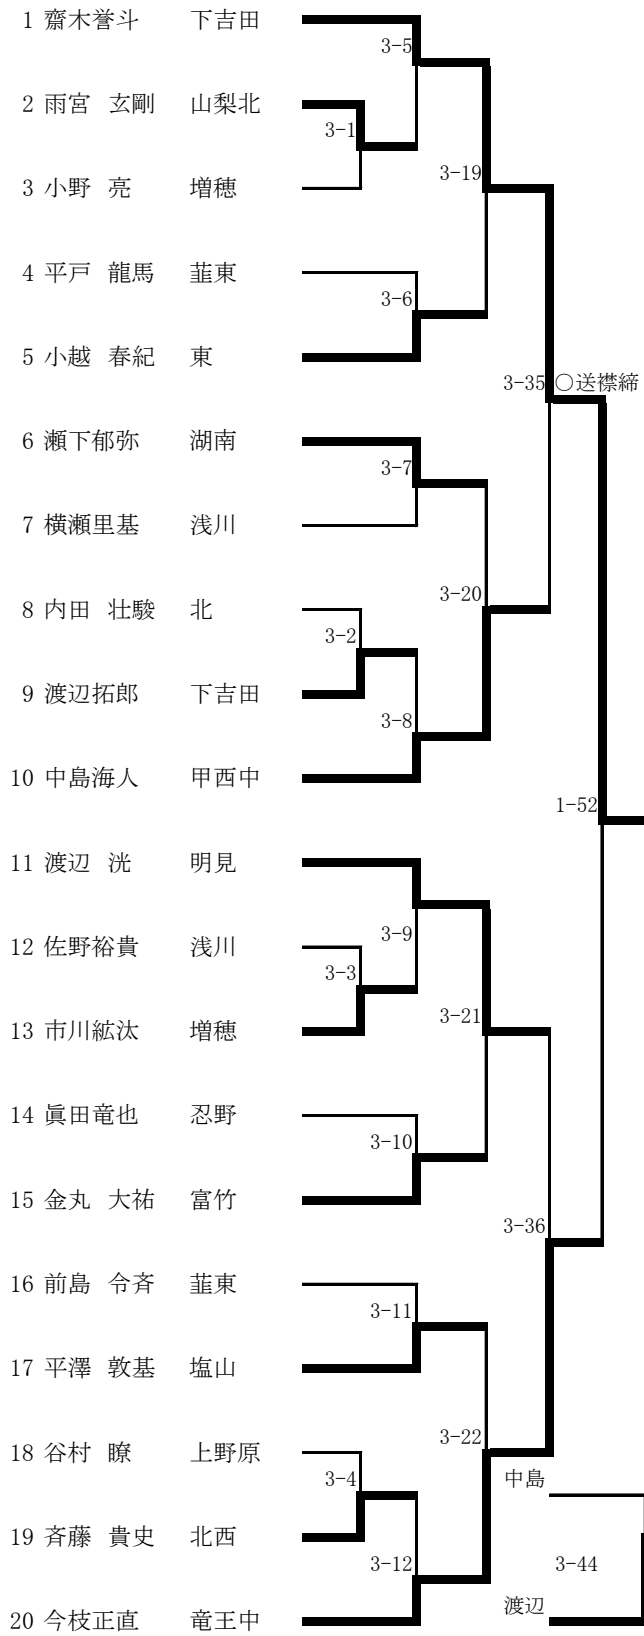 1 齋木誉斗 下吉田
3-5
2 雨宮 玄剛 山梨北
3-1
3 小野 亮 増穂
3-19
4 平戸 龍馬 韮東
3-6
5 小越 春紀 東
3-35 〇送襟締
6 瀬下郁弥 湖南
3-7
7 横瀬里基 浅川
3-20
8 内田 壮駿 北
3-2
9 渡辺拓郎 下吉田
3-8
10 中島海人 甲西中
1-52
11 渡辺 洸 明見
3-9
12 佐野裕貴 浅川
3-3
13 市川紘汰 増穂
3-21
14 眞田竜也 忍野
3-10
15 金丸 大祐 富竹
3-36
16 前島 令斉 韮東
3-11
17 平澤 敦基 塩山
3-22
18 谷村 瞭 上野原
3-4
中島
19 斉藤 貴史 北西
3-12
3-44
渡辺
20 今枝正直 竜王中